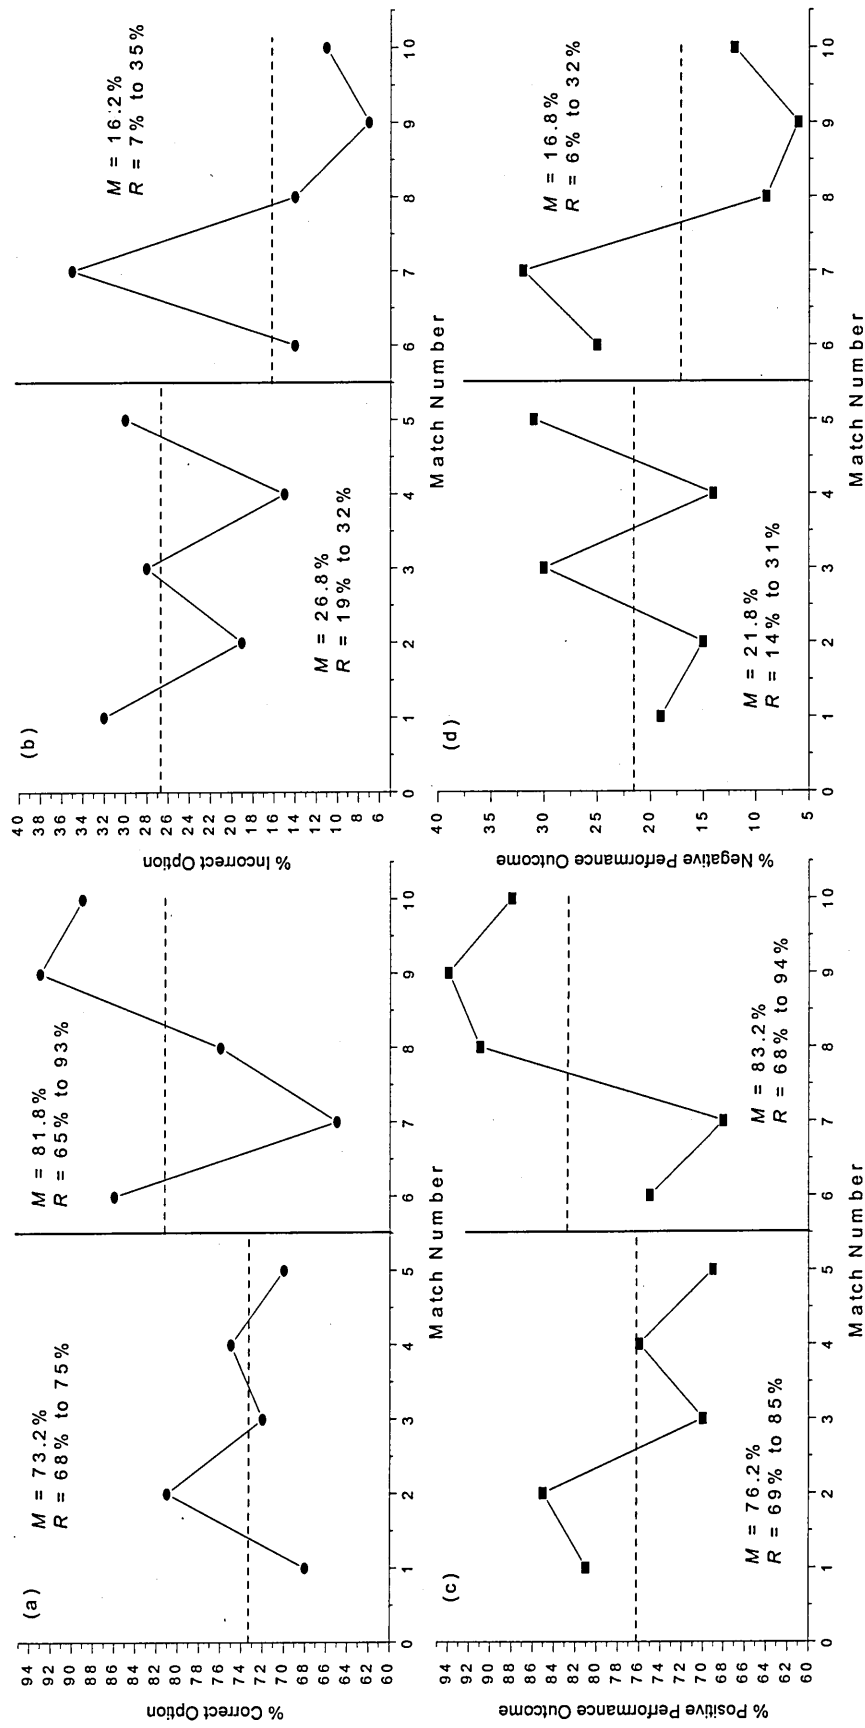 (a)
% Correct Option
94
92
90
88
86
84
82
80
78
76
74
72
70
68
66
64
62
60
M = 73.2%
R = 68% to 75%
M = 81.8%
R = 65% to 93%
0 1 2 3 4 5 6 7 8 9 10
Match Number
(b)
% Incorrect Option
40
38
36
34
32
30
28
26
24
22
20
18
16
14
12
10
8
6
M = 26.8%
R = 19% to 32%
M = 16.2%
R = 7% to 35%
0 1 2 3 4 5 6 7 8 9 10
Match Number
(c)
% Positive Performance Outcome
94
92
90
88
86
84
82
80
78
76
74
72
70
68
66
64
62
60
M = 76.2%
R = 69% to 85%
M = 83.2%
R = 68% to 94%
0 1 2 3 4 5 6 7 8 9 10
Match Number
(d)
% Negative Performance Outcome
40
35
30
25
20
15
10
5
M = 21.8%
R = 14% to 31%
M = 16.8%
R = 6% to 32%
0 1 2 3 4 5 6 7 8 9 10
Match Number